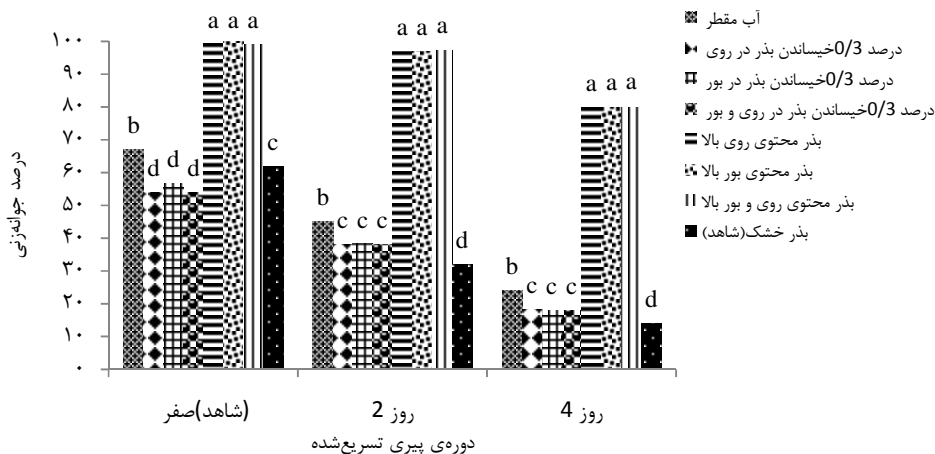 a a a
a a a
a a a
b
d
d
d
c
b
c c c
d
b
c
c
c
d
درصد جوانه‌زنی
۱۰۰
۹۰
۸۰
۷۰
۶۰
۵۰
۴۰
۳۰
۲۰
۱۰
۰
صفر(شاهد)
2 روز
4 روز
دوره‌ی پیری تسریع‌شده
آب مقطر
درصد 0/3خیساندن بذر در روی
درصد 0/3خیساندن بذر در بور
درصد 0/3خیساندن بذر در روی و بور
بذر محتوی روی بالا
بذر محتوی بور بالا
بذر محتوی روی و بور بالا
بذر خشک(شاهد)